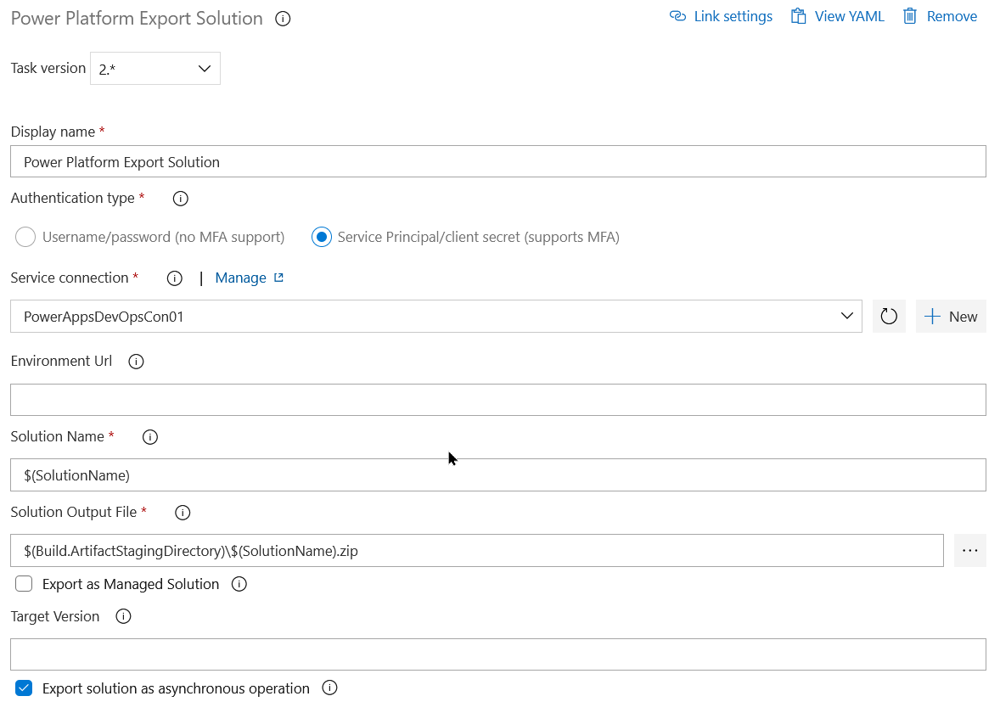 Power Platform Export Solution
Link settings
View YAML
Remove
Task version 2.*
Display name *
Power Platform Export Solution
Authentication type *
Username/password (no MFA support)
Service Principal/client secret (supports MFA)
Service connection * | Manage
PowerAppsDevOpsCon01
New
Environment Url
Solution Name *
$(SolutionName)
Solution Output File *
$(Build.ArtifactStagingDirectory)\$(SolutionName).zip
...
Export as Managed Solution
Target Version
Export solution as asynchronous operation